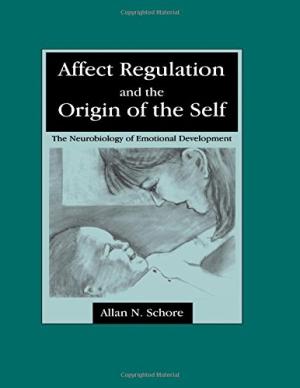 Affect Regulation
and the
Origin of the Self
The Neurobiology of Emotional Development
Allan N. Schore